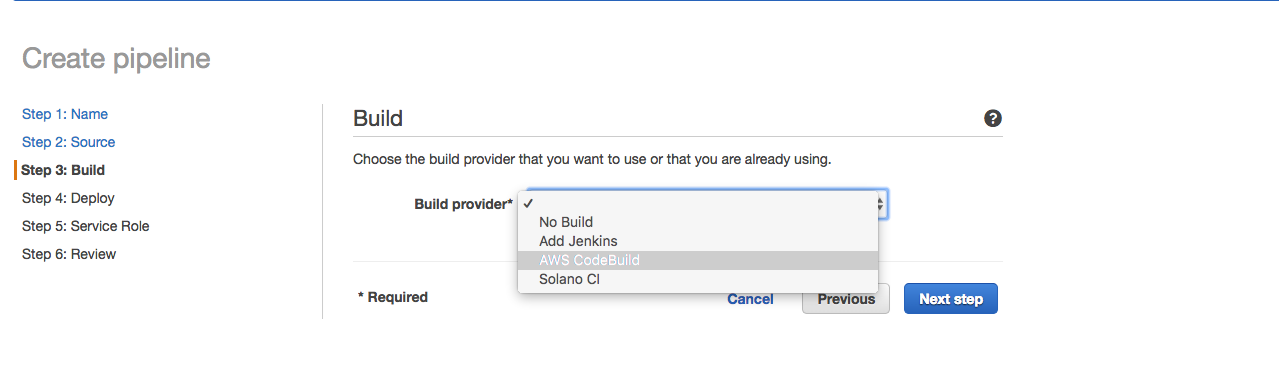 Create pipeline
Step 1: Name
Step 2: Source
Step 3: Build
Step 4: Deploy
Step 5: Service Role
Step 6: Review
Build
?
Choose the build provider that you want to use or that you are already using.
Build provider*
✓
No Build
Add Jenkins
AWS CodeBuild
Solano CI
* Required
Cancel
Previous
Next step